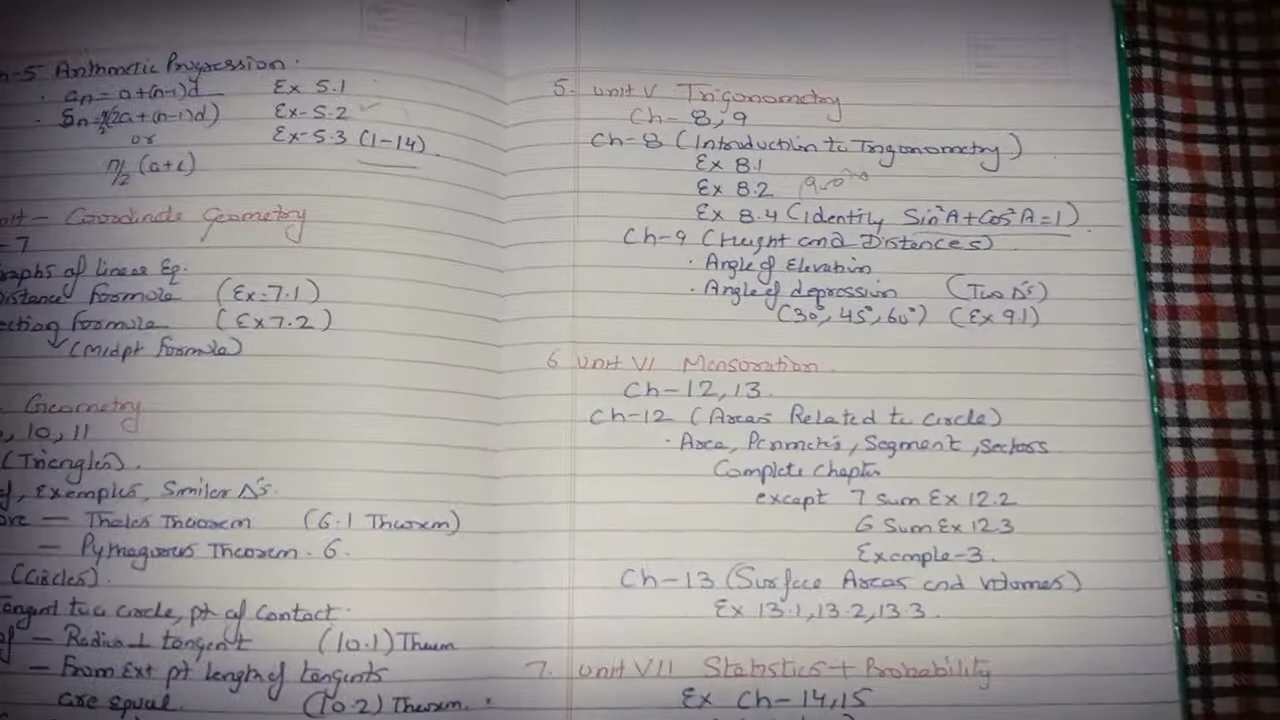 -5 Arithmetic Progression.
· an = a+(n-1)d Ex 5.1
· Sn = n/2(2a+(n-1)d) Ex-5.2
or Ex-5.3 (1-14)
n/2 (a+l)
Unit - Coordinate Geometry
-7
Graphs of linear Eq.
Distance Formula (Ex-7.1)
Section Formula (Ex 7.2)
(Midpt Formula)
Geometry
, 10, 11
(Triangles).
, Examples, Similar Δ's.
- Thales Theorem (6.1 Theorem)
- Pythagorus Theorem. 6.
(Circles).
Tangent to a circle, pt of contact.
- Radius ⊥ tangent (10.1) Theorem
- From Ext pt length of tangents
are equal. (10.2) Theorem.
5. Unit V Trigonometry
Ch-8,9
Ch-8 (Introduction to Trigonometry)
Ex 8.1
Ex 8.2
Ex 8.4 (identity Sin²A+Cos²A=1)
Ch-9 (Height and Distances)
· Angle of Elevation
· Angle of depression (Two Δ's)
(30°, 45°, 60°) (Ex 9.1)
6 Unit VI Mensuration.
Ch-12, 13.
Ch-12 (Areas Related to Circle)
· Area, Perimeter, Segment, Sectors
Complete Chapter
except 7 Sum Ex 12.2
6 Sum Ex 12.3
Example-3.
Ch-13 (Surface Areas and Volumes)
Ex 13.1, 13.2, 13.3.
7. Unit VII Statistics + Probability
Ex Ch-14,15